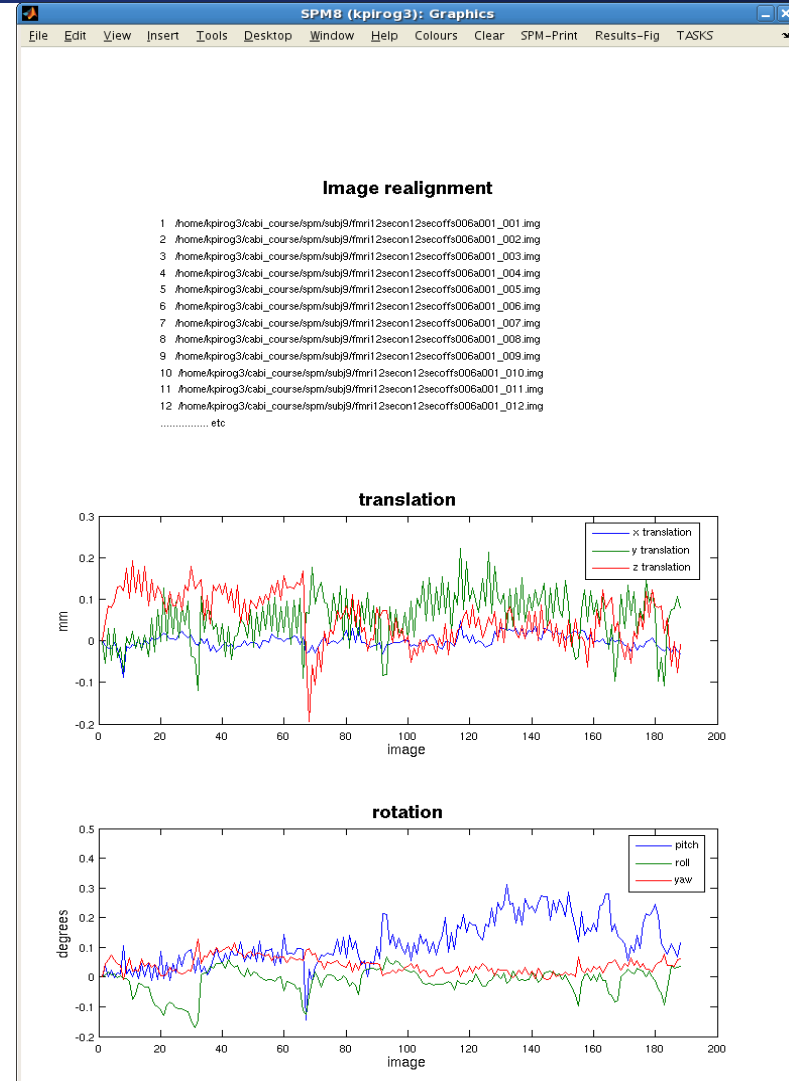 SPM8 (kpirog3): Graphics
File Edit View Insert Tools Desktop Window Help Colours Clear SPM-Print Results-Fig TASKS
Image realignment
1 /home/kpirog3/cabi_course/spm/subj9/fmri12secon12secoffs006a001_001.img
2 /home/kpirog3/cabi_course/spm/subj9/fmri12secon12secoffs006a001_002.img
3 /home/kpirog3/cabi_course/spm/subj9/fmri12secon12secoffs006a001_003.img
4 /home/kpirog3/cabi_course/spm/subj9/fmri12secon12secoffs006a001_004.img
5 /home/kpirog3/cabi_course/spm/subj9/fmri12secon12secoffs006a001_005.img
6 /home/kpirog3/cabi_course/spm/subj9/fmri12secon12secoffs006a001_006.img
7 /home/kpirog3/cabi_course/spm/subj9/fmri12secon12secoffs006a001_007.img
8 /home/kpirog3/cabi_course/spm/subj9/fmri12secon12secoffs006a001_008.img
9 /home/kpirog3/cabi_course/spm/subj9/fmri12secon12secoffs006a001_009.img
10 /home/kpirog3/cabi_course/spm/subj9/fmri12secon12secoffs006a001_010.img
11 /home/kpirog3/cabi_course/spm/subj9/fmri12secon12secoffs006a001_011.img
12 /home/kpirog3/cabi_course/spm/subj9/fmri12secon12secoffs006a001_012.img
................ etc
translation
0.3
0.2
0.1
0
-0.1
-0.2
mm
x translation
y translation
z translation
0 20 40 60 80 100 120 140 160 180 200
image
rotation
0.5
0.4
0.3
0.2
0.1
0
-0.1
-0.2
degrees
pitch
roll
yaw
0 20 40 60 80 100 120 140 160 180 200
image